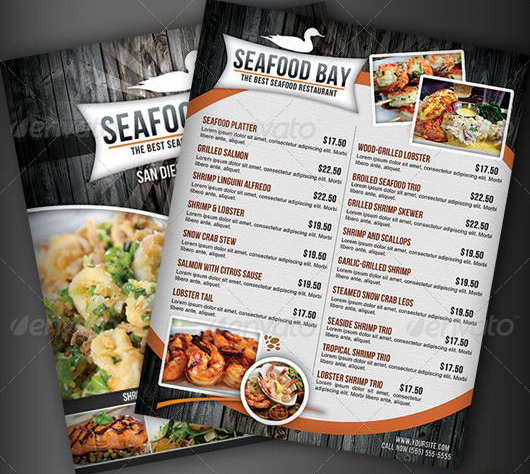 SEAFOOD BAY
THE BEST SEAFOOD RESTAURANT
SEAFOOD PLATTER
$17.50
Lorem ipsum dolor sit amet, consectetur adipiscing elit. Morbi
libero ante, aliquet.
GRILLED SALMON
$22.50
Lorem ipsum dolor sit amet, consectetur adipiscing elit. Morbi
libero ante, aliquet.
SHRIMP LINGUINI ALFREDO
$22.50
Lorem ipsum dolor sit amet, consectetur adipiscing elit. Morbi
libero ante, aliquet.
SHRIMP & LOBSTER
$19.50
Lorem ipsum dolor sit amet, consectetur adipiscing elit. Morbi
libero ante, aliquet.
SNOW CRAB STEW
$19.50
Lorem ipsum dolor sit amet, consectetur adipiscing elit. Morbi
libero ante, aliquet.
SALMON WITH CITRUS SAUSE
$19.50
Lorem ipsum dolor sit amet, consectetur adipiscing elit. Morbi
libero ante, aliquet.
LOBSTER TAIL
$17.50
Lorem ipsum dolor sit amet, consectetur adipiscing elit. Morbi
libero ante, aliquet.
WOOD-GRILLED LOBSTER
$17.50
Lorem ipsum dolor sit amet, consectetur adipiscing elit. Morbi
libero ante, aliquet.
BROILED SEAFOOD TRIO
$22.50
Lorem ipsum dolor sit amet, consectetur adipiscing elit. Morbi
libero ante, aliquet.
GRILLED SHRIMP SKEWER
$22.50
Lorem ipsum dolor sit amet, consectetur adipiscing elit. Morbi
libero ante, aliquet.
SHRIMP AND SCALLOPS
$19.50
Lorem ipsum dolor sit amet, consectetur adipiscing elit. Morbi
libero ante, aliquet.
GARLIC-GRILLED SHRIMP
$19.50
Lorem ipsum dolor sit amet, consectetur adipiscing elit. Morbi
libero ante, aliquet.
STEAMED SNOW CRAB LEGS
$19.50
Lorem ipsum dolor sit amet, consectetur adipiscing elit. Morbi
libero ante, aliquet.
SEASIDE SHRIMP TRIO
$17.50
Lorem ipsum dolor sit amet, consectetur adipiscing elit. Morbi
libero ante, aliquet.
TROPICAL SHRIMP TRIO
$17.50
Lorem ipsum dolor sit amet, consectetur adipiscing elit. Morbi
libero ante, aliquet.
LOBSTER SHRIMP TRIO
$17.50
Lorem ipsum dolor sit amet, consectetur adipiscing elit. Morbi
libero ante, aliquet.
WWW.YOURSITE.COM
CALL NOW (555) 555-5555
SEAFOO
THE BEST SEA
SAN DIE
SHR
envato